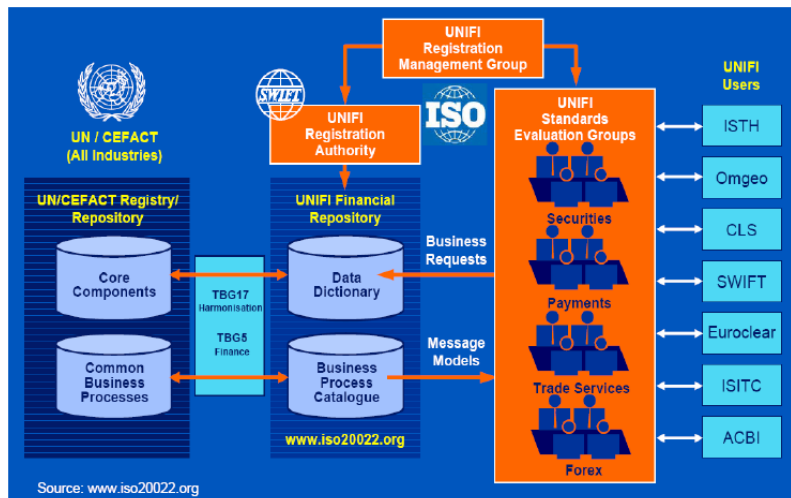 UNIFI
Registration
Management Group
UNIFI
Users
SWIFT
ISO
UN / CEFACT
(All Industries)
UNIFI
Registration
Authority
UNIFI
Standards
Evaluation Groups
ISTH
Omgeo
CLS
SWIFT
Euroclear
ISITC
ACBI
UN/CEFACT Registry/
Repository
UNIFI Financial
Repository
Securities
Payments
Trade Services
Forex
Business
Requests
Message
Models
Core
Components
TBG17
Harmonisation
TBG5
Finance
Data
Dictionary
Common
Business
Processes
Business
Process
Catalogue
www.iso20022.org
Source: www.iso20022.org